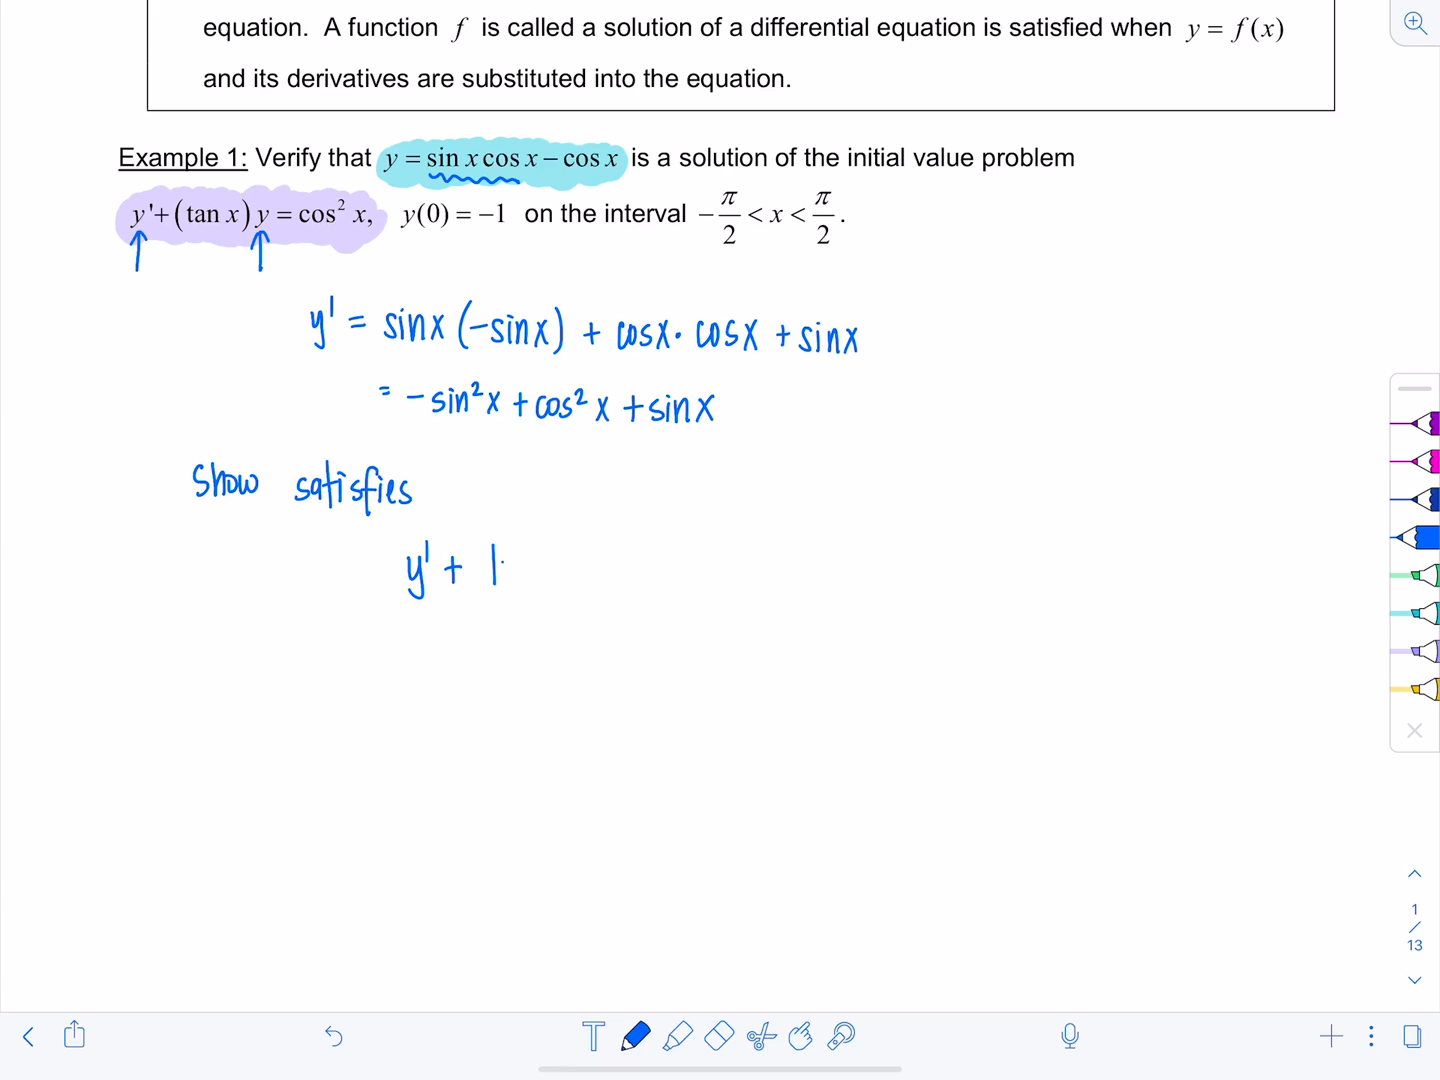 equation. A function f is called a solution of a differential equation is satisfied when y = f(x)
and its derivatives are substituted into the equation.
Example 1: Verify that y = sin x cos x − cos x is a solution of the initial value problem
y'+(tan x)y = cos² x, y(0) = −1 on the interval −π/2 < x < π/2.
y' = sinx (−sinx) + cosx · cosx + sinx
= − sin²x + cos²x + sinx
Show satisfies
y' +
1
/
13
T